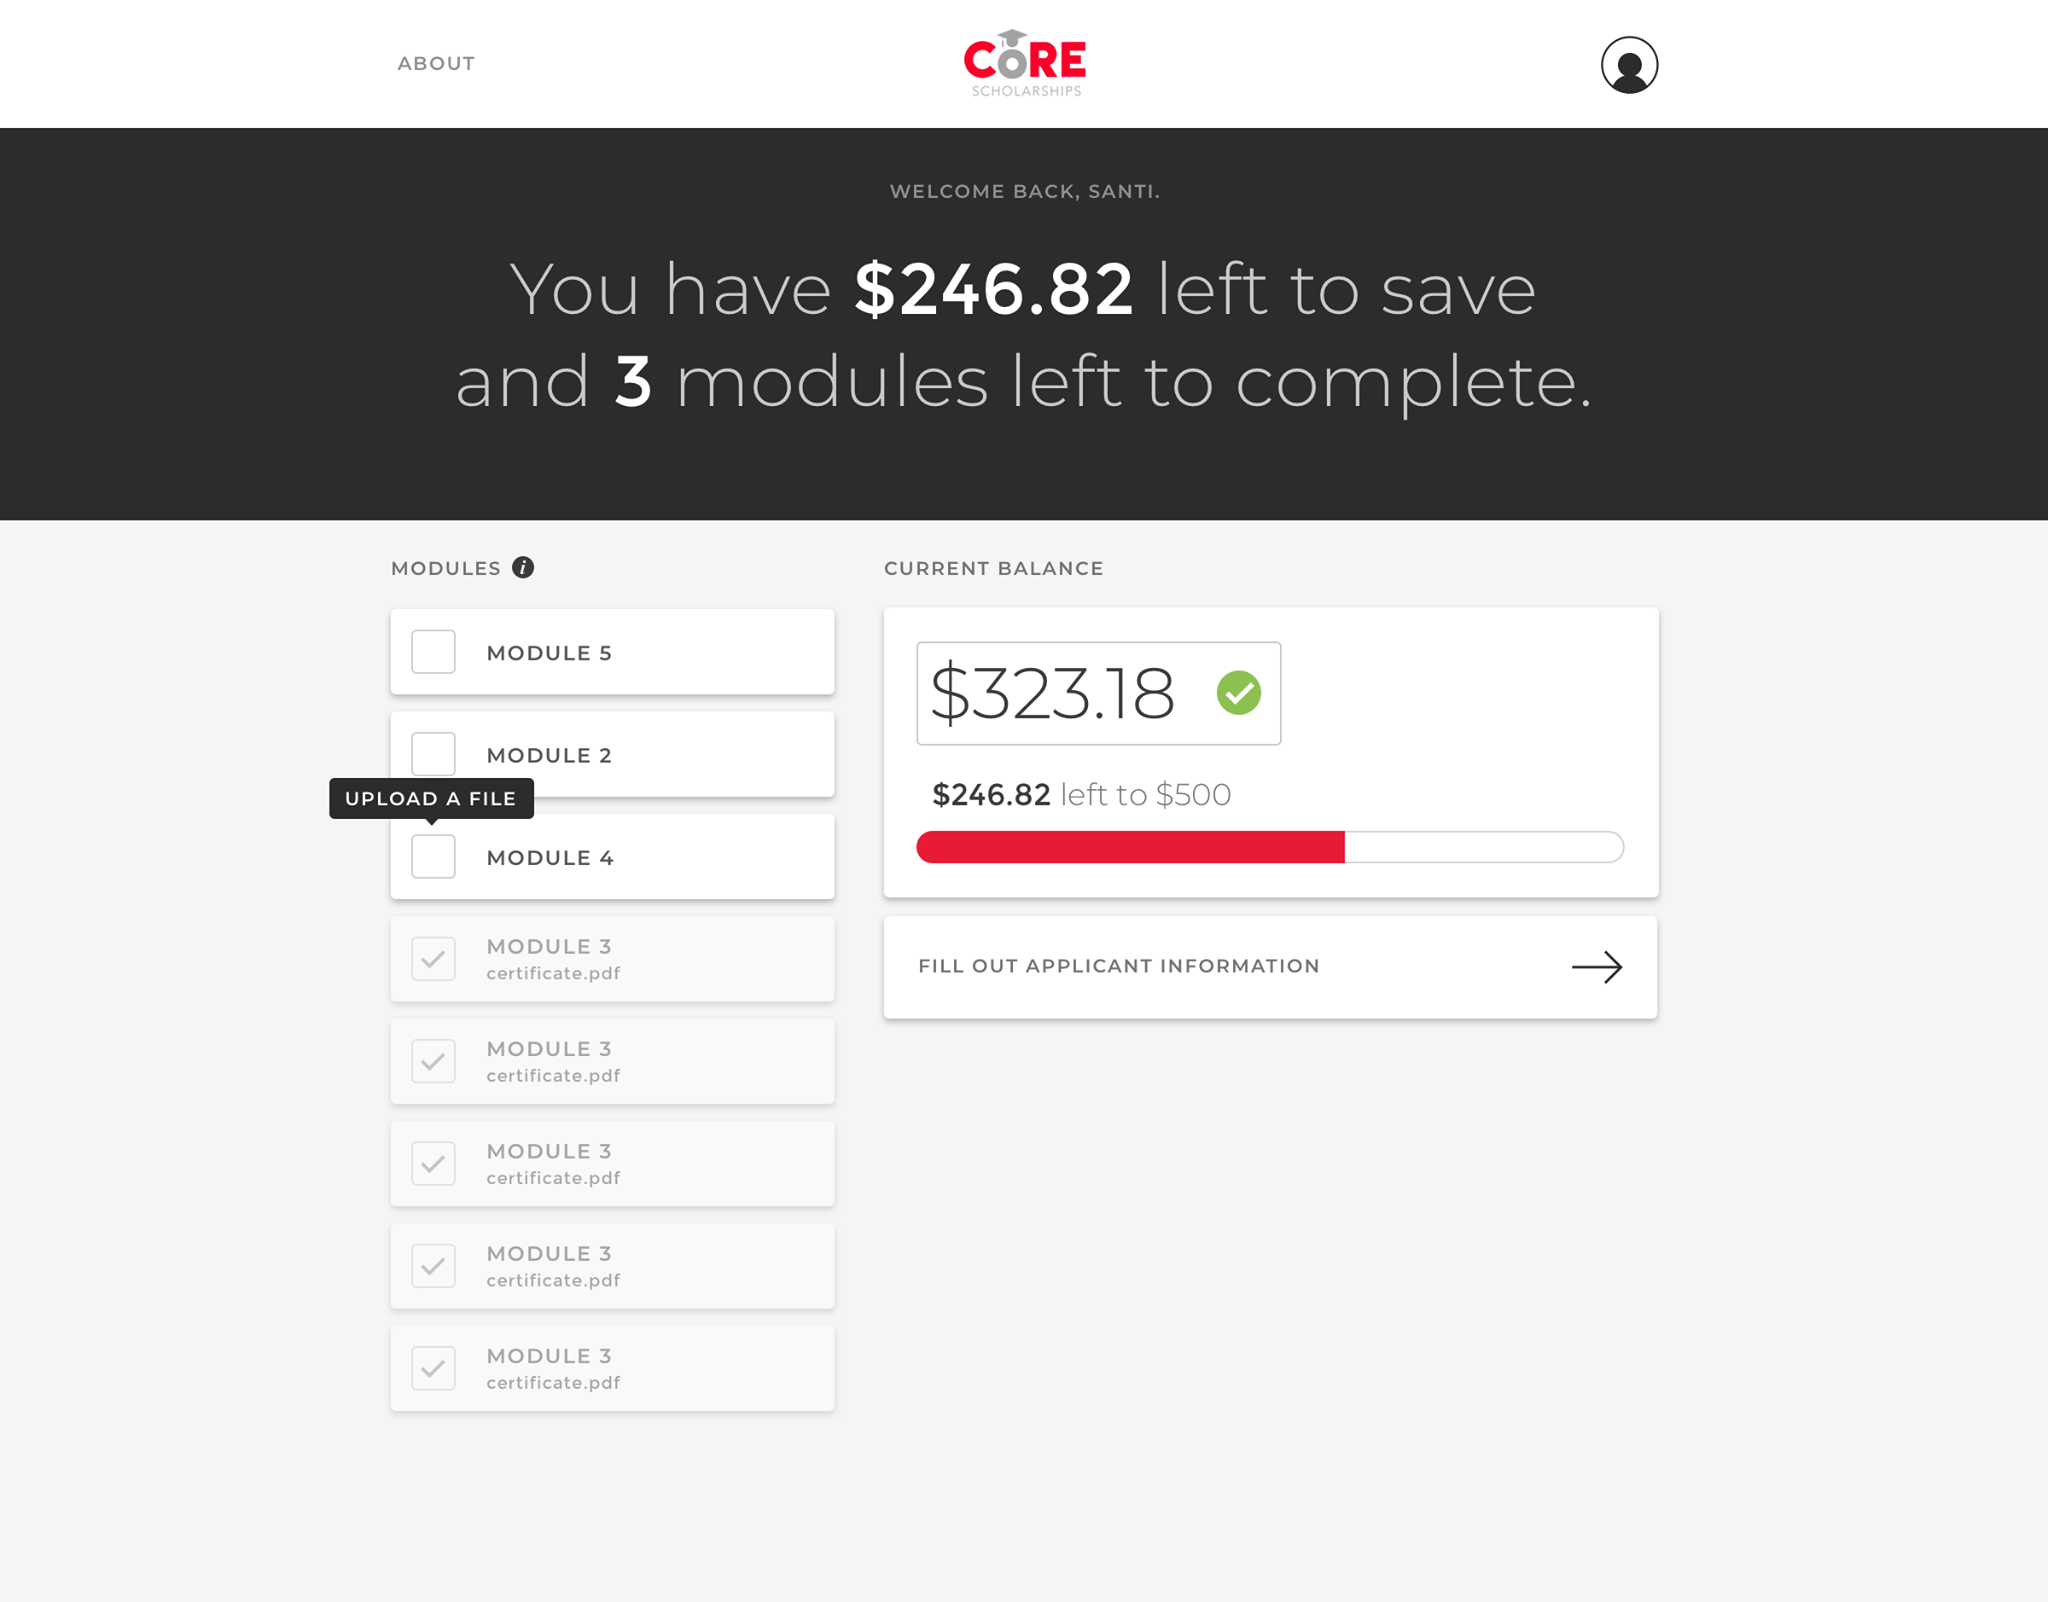 ABOUT
CORE
SCHOLARSHIPS
WELCOME BACK, SANTI.
You have $246.82 left to save
and 3 modules left to complete.
MODULES i
MODULE 5
MODULE 2
UPLOAD A FILE
MODULE 4
MODULE 3
certificate.pdf
MODULE 3
certificate.pdf
MODULE 3
certificate.pdf
MODULE 3
certificate.pdf
MODULE 3
certificate.pdf
CURRENT BALANCE
$323.18
$246.82 left to $500
FILL OUT APPLICANT INFORMATION